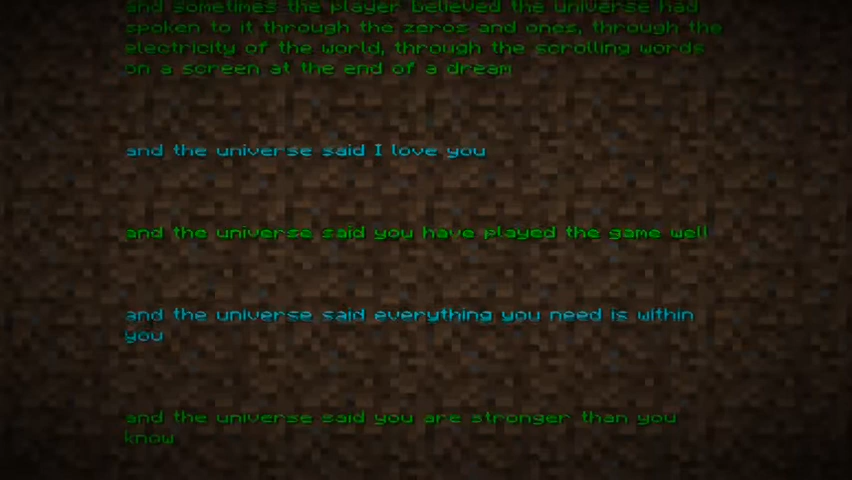 and sometimes the player believed the universe had
spoken to it through the zeros and ones, through the
electricity of the world, through the scrolling words
on a screen at the end of a dream
and the universe said I love you
and the universe said you have played the game well
and the universe said everything you need is within
you
and the universe said you are stronger than you
know